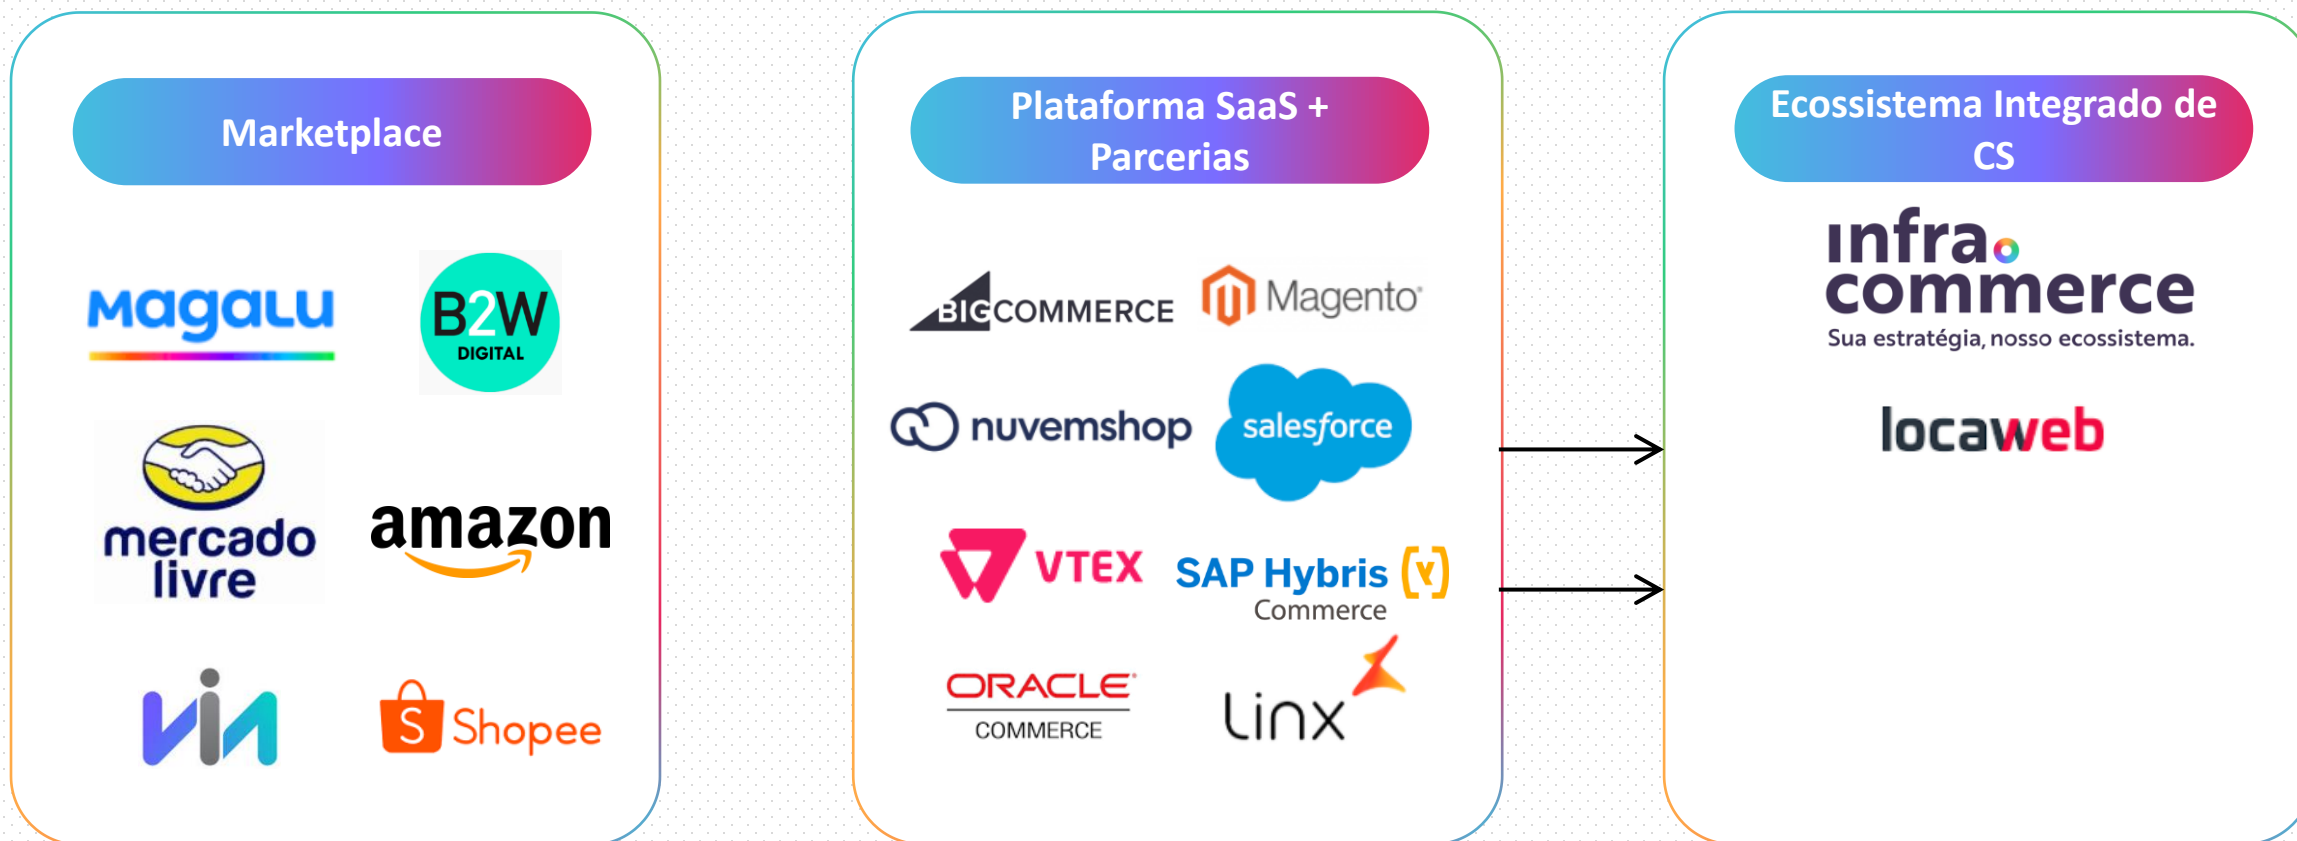 Marketplace
magalu
B2W
DIGITAL
mercado
livre
amazon
via
S Shopee
Plataforma SaaS +
Parcerias
BIGCOMMERCE
Magento
nuvemshop
salesforce
VTEX
SAP Hybris (y)
Commerce
ORACLE
COMMERCE
Linx
Ecossistema Integrado de
CS
infra.
commerce
Sua estratégia, nosso ecossistema.
locaweb